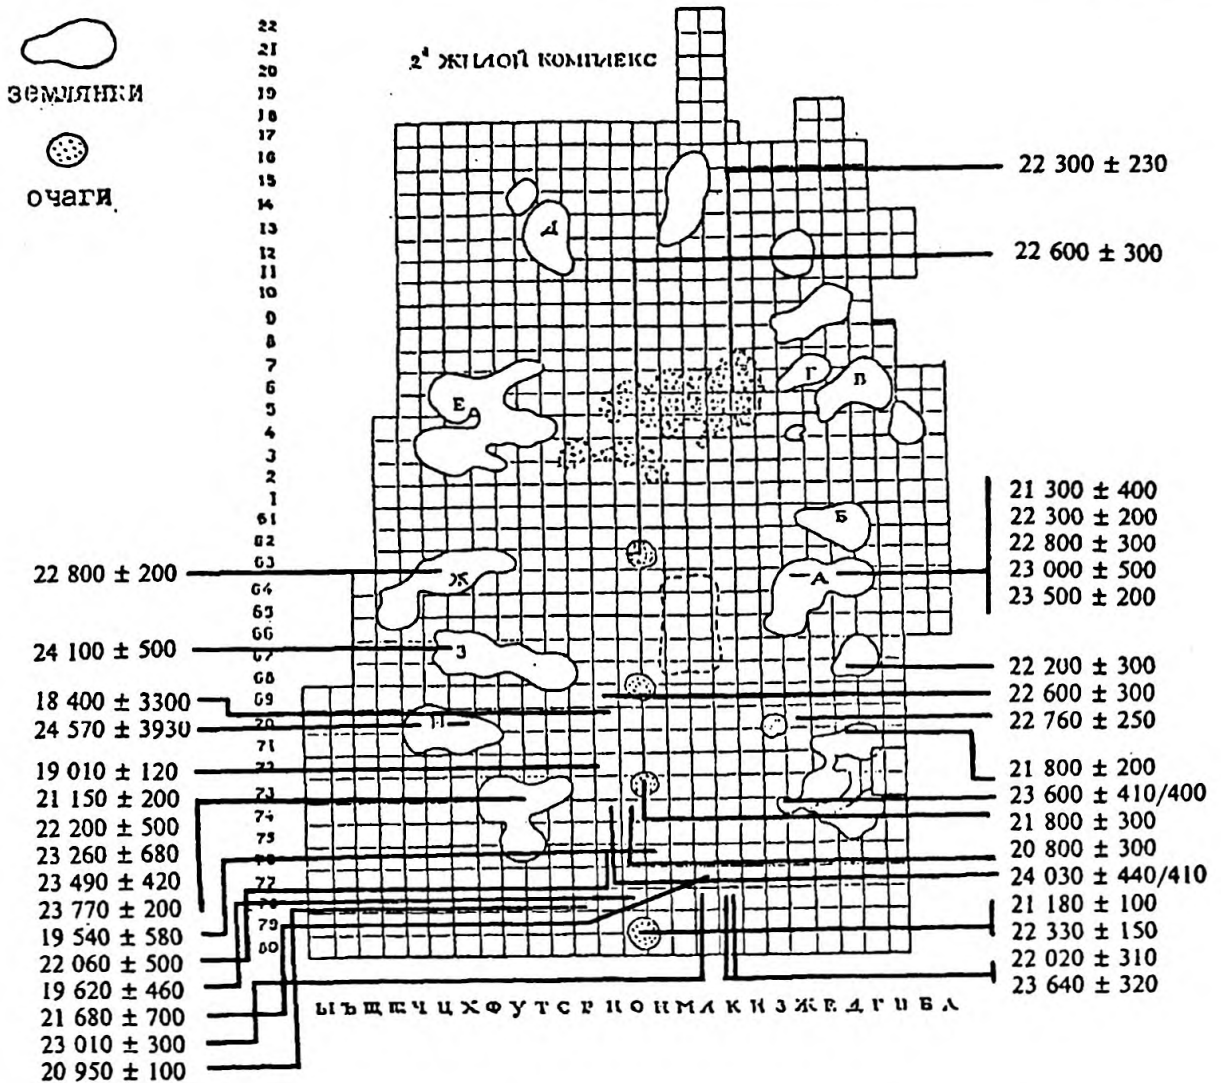 землянки
очаги
2й ЖИЛОЙ КОМПЛЕКС
22
21
20
19
18
17
16
15
14
13
12
11
10
9
8
7
6
5
4
3
2
1
61
62
63
64
65
66
67
68
69
70
71
72
73
74
75
76
77
78
79
80
Д
Е
Г
В
Б
А
Ж
З
И
22 800 ± 200
24 100 ± 500
18 400 ± 3300
24 570 ± 3930
19 010 ± 120
21 150 ± 200
22 200 ± 500
23 260 ± 680
23 490 ± 420
23 770 ± 200
19 540 ± 580
22 060 ± 500
19 620 ± 460
21 680 ± 700
23 010 ± 300
20 950 ± 100
22 300 ± 230
22 600 ± 300
21 300 ± 400
22 300 ± 200
22 800 ± 300
23 000 ± 500
23 500 ± 200
22 200 ± 300
22 600 ± 300
22 760 ± 250
21 800 ± 200
23 600 ± 410/400
21 800 ± 300
20 800 ± 300
24 030 ± 440/410
21 180 ± 100
22 330 ± 150
22 020 ± 310
23 640 ± 320
Ы Ъ Щ Ш Ч Ц Х Ф У Т С Р П О Н М Л К И З Ж Е Д Г В Б А